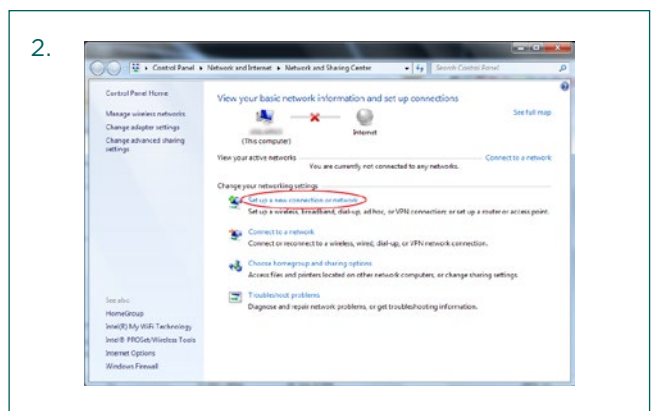 2.
Control Panel ▸ Network and Internet ▸ Network and Sharing Center
Search Control Panel
Control Panel Home
Manage wireless networks
Change adapter settings
Change advanced sharing
settings
View your basic network information and set up connections
See full map
(This computer)
Internet
View your active networks
Connect to a network
You are currently not connected to any networks.
Change your networking settings
Set up a new connection or network
Set up a wireless, broadband, dial-up, ad hoc, or VPN connection; or set up a router or access point.
Connect to a network
Connect or reconnect to a wireless, wired, dial-up, or VPN network connection.
Choose homegroup and sharing options
Access files and printers located on other network computers, or change sharing settings.
Troubleshoot problems
Diagnose and repair network problems, or get troubleshooting information.
See also
HomeGroup
Intel(R) My WiFi Technology
Intel® PROSet/Wireless Tools
Internet Options
Windows Firewall